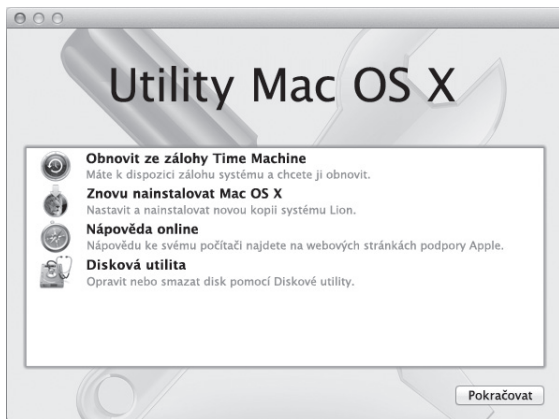 Utility Mac OS X
Obnovit ze zálohy Time Machine
Máte k dispozici zálohu systému a chcete ji obnovit.
Znovu nainstalovat Mac OS X
Nastavit a nainstalovat novou kopii systému Lion.
Nápověda online
Nápovědu ke svému počítači najdete na webových stránkách podpory Apple.
Disková utilita
Opravit nebo smazat disk pomocí Diskové utility.
Pokračovat